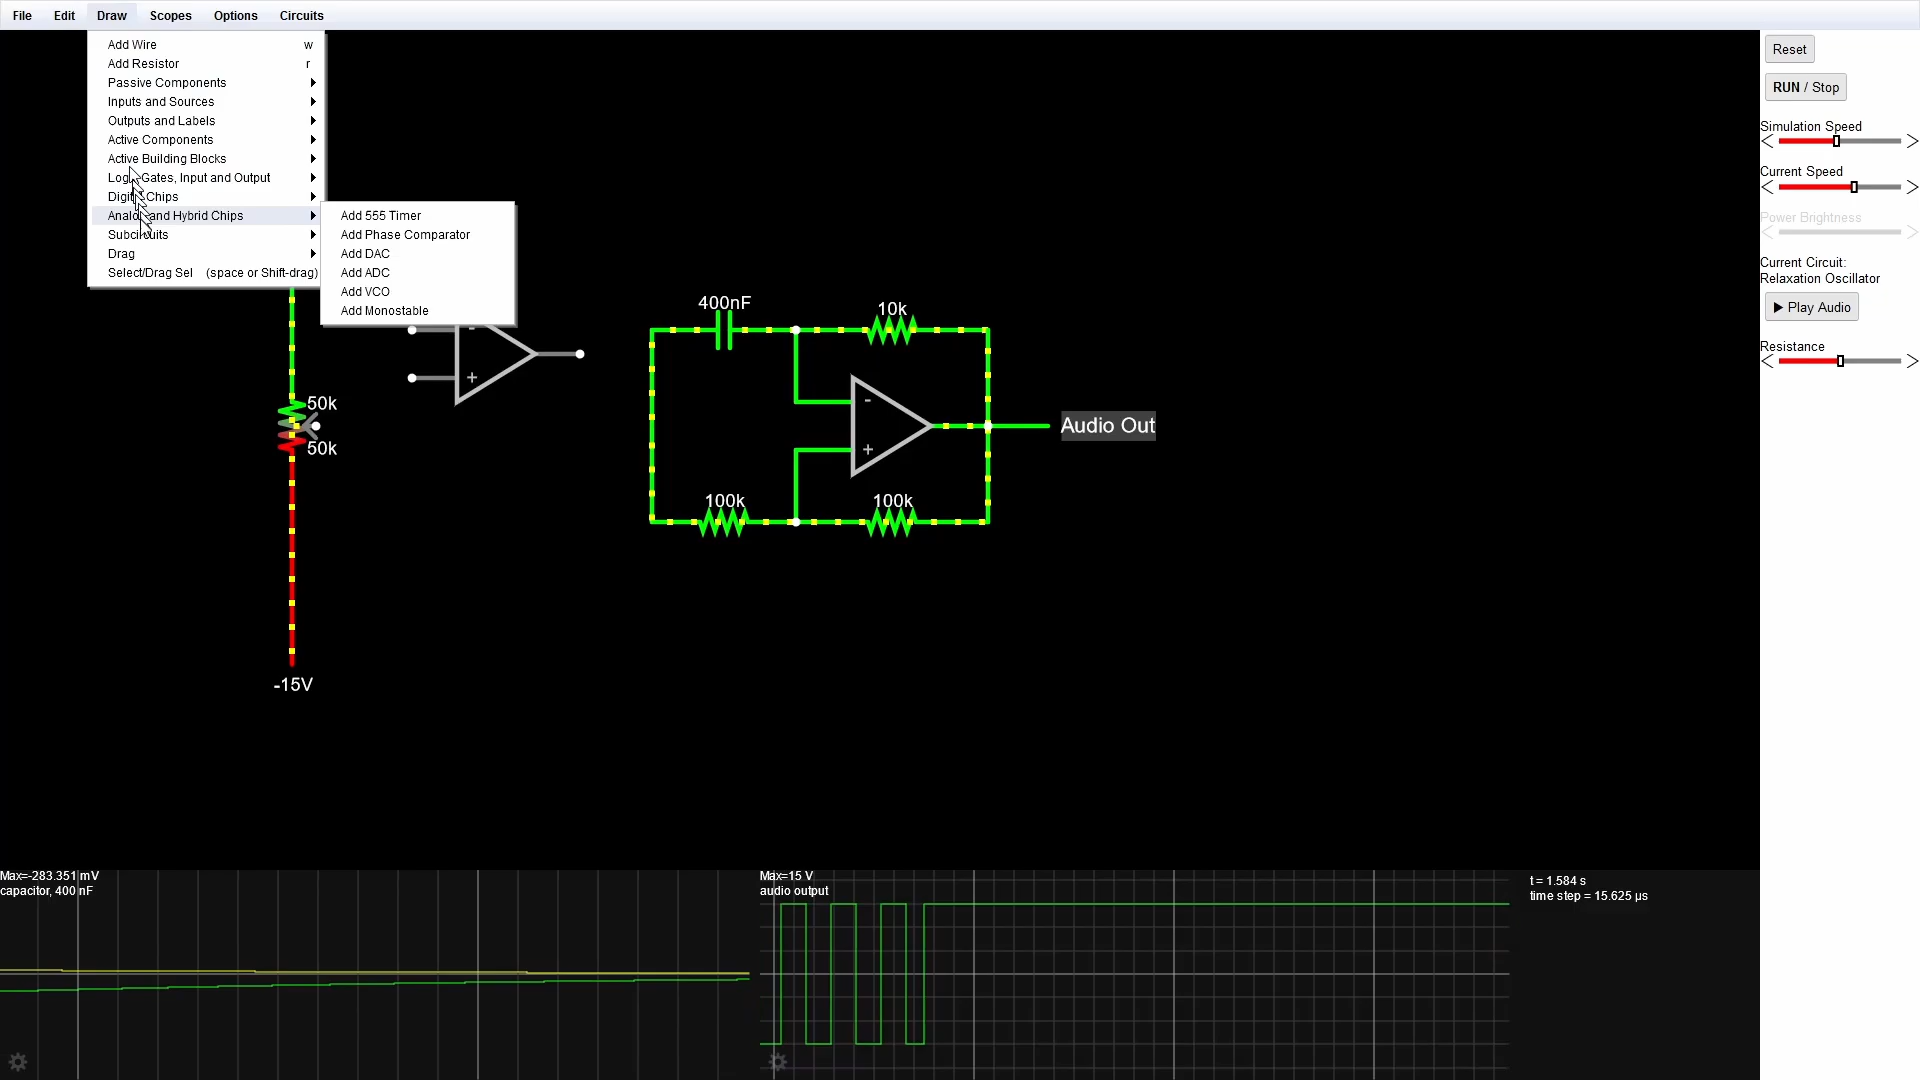 File Edit Draw Scopes Options Circuits
Add Wire w
Add Resistor r
Passive Components
Inputs and Sources
Outputs and Labels
Active Components
Active Building Blocks
Gates, Input and Output
Chips
and Hybrid Chips
Drag
Select/Drag Sel (space or Shift-drag)
Add 555 Timer
Add Phase Comparator
Add DAC
Add ADC
Add VCO
Add Monostable
50k
50k
-15V
-
+
400nF
10k
-
+
100k
100k
Audio Out
Reset
RUN / Stop
Simulation Speed
Current Speed
Power Brightness
Current Circuit:
Relaxation Oscillator
Play Audio
Resistance
Max=-283.351 mV
capacitor, 400 nF
Max=15 V
audio output
t = 1.584 s
time step = 15.625 µs